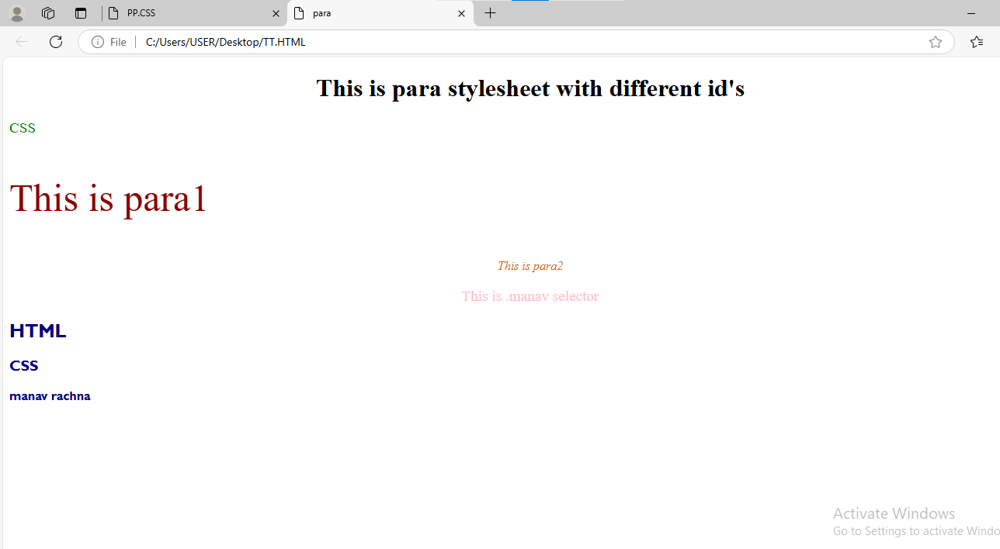 PP.CSS
para
File
C:/Users/USER/Desktop/TT.HTML
This is para stylesheet with different id's
CSS
This is para1
This is para2
This is .manav selector
HTML
CSS
manav rachna
Activate Windows
Go to Settings to activate Windo